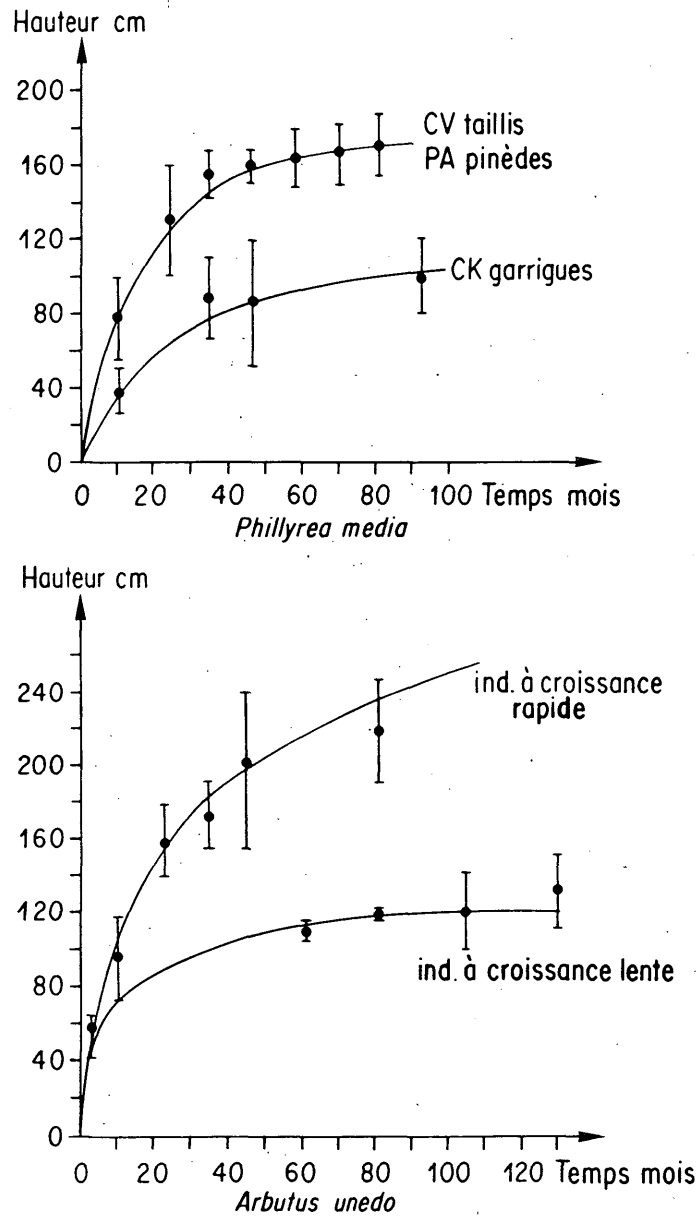 Hauteur cm
200
CV taillis
PA pinèdes
160
120
CK garrigues
80
40
0
0 20 40 60 80 100 Temps mois
Phillyrea media
Hauteur cm
240
ind. à croissance
rapide
200
160
120
ind. à croissance lente
80
40
0
0 20 40 60 80 100 120 Temps mois
Arbutus unedo